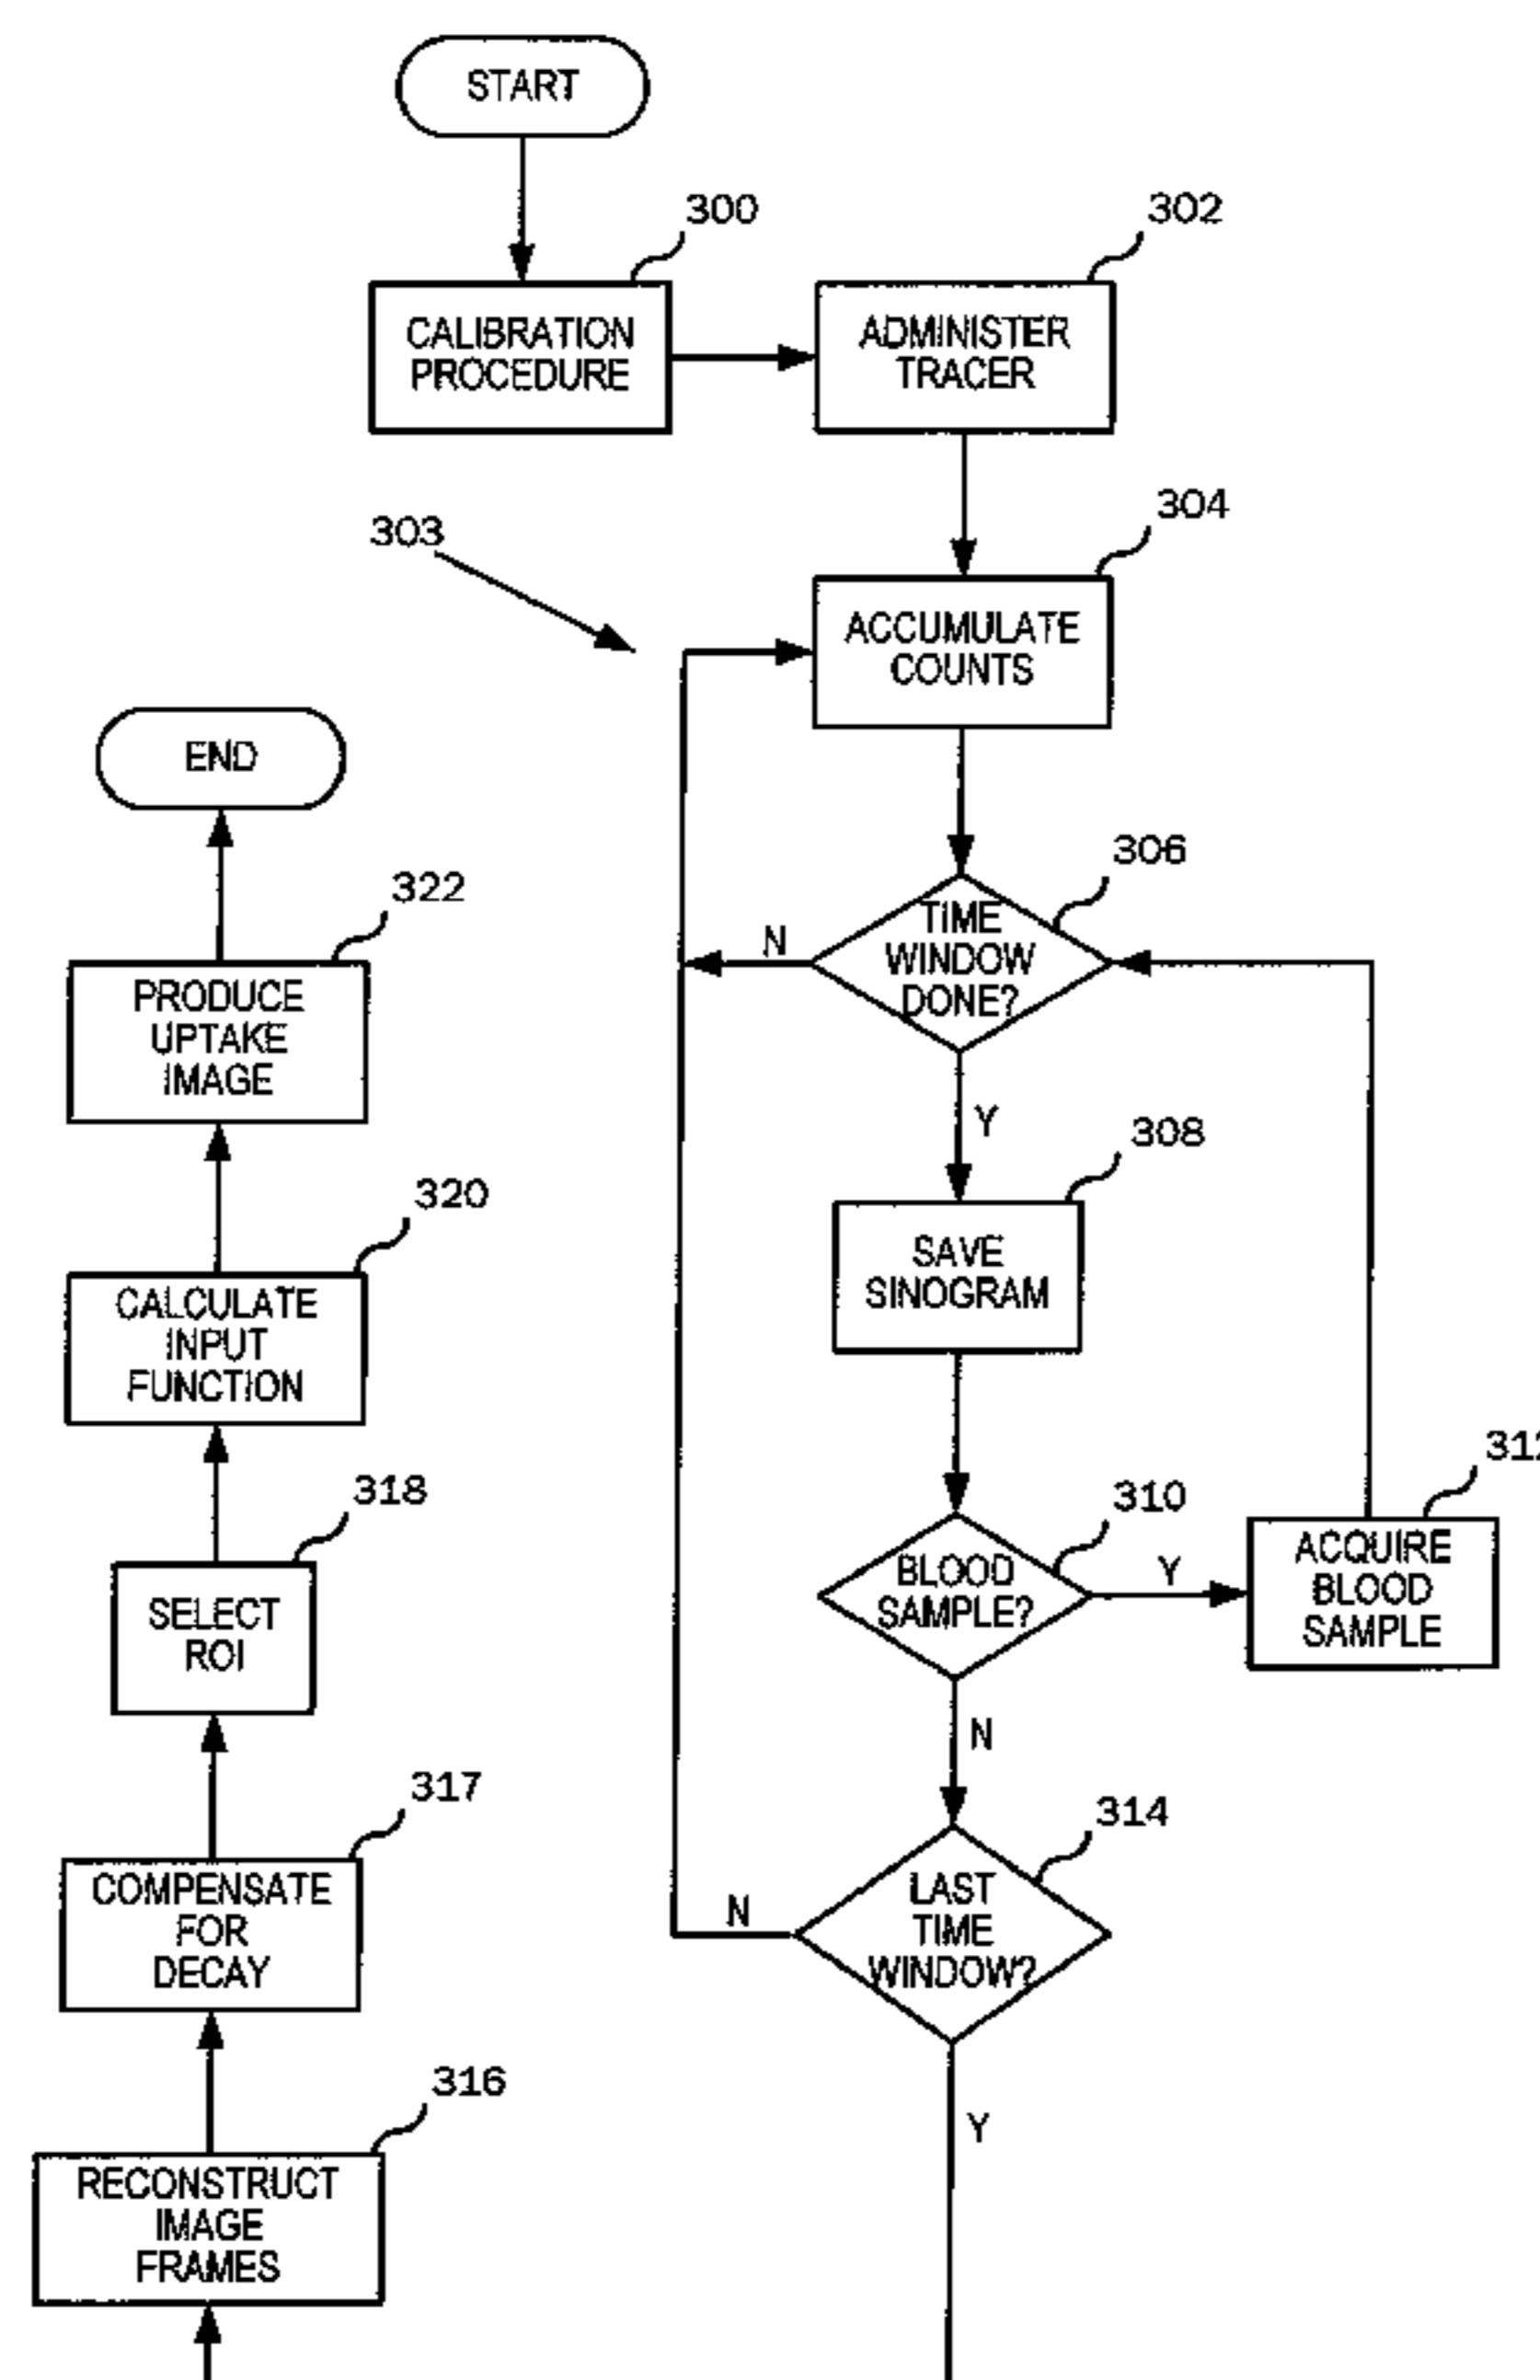 START
300
CALIBRATION
PROCEDURE
302
ADMINISTER
TRACER
303
304
ACCUMULATE
COUNTS
306
TIME
WINDOW
DONE?
N
Y
308
SAVE
SINOGRAM
310
BLOOD
SAMPLE?
Y
N
312
ACQUIRE
BLOOD
SAMPLE
314
LAST
TIME
WINDOW?
N
Y
316
RECONSTRUCT
IMAGE
FRAMES
317
COMPENSATE
FOR
DECAY
318
SELECT
ROI
320
CALCULATE
INPUT
FUNCTION
322
PRODUCE
UPTAKE
IMAGE
END